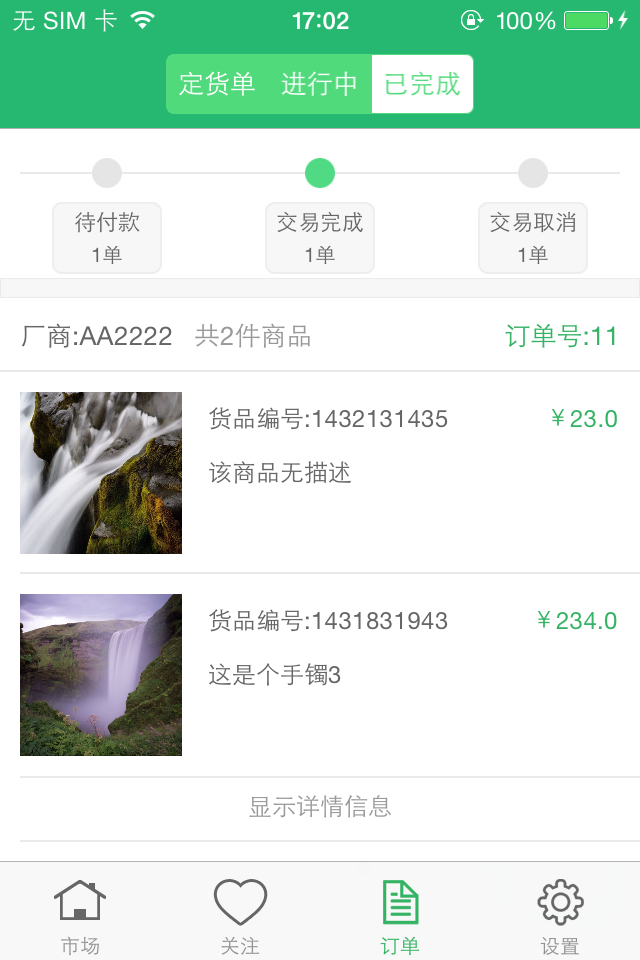 无 SIM 卡 17:02 100%
定货单 进行中 已完成
待付款 交易完成 交易取消
1单 1单 1单
厂商:AA2222 共2件商品 订单号:11
货品编号:1432131435 ￥23.0
该商品无描述
货品编号:1431831943 ￥234.0
这是个手镯3
显示详情信息
市场 关注 订单 设置